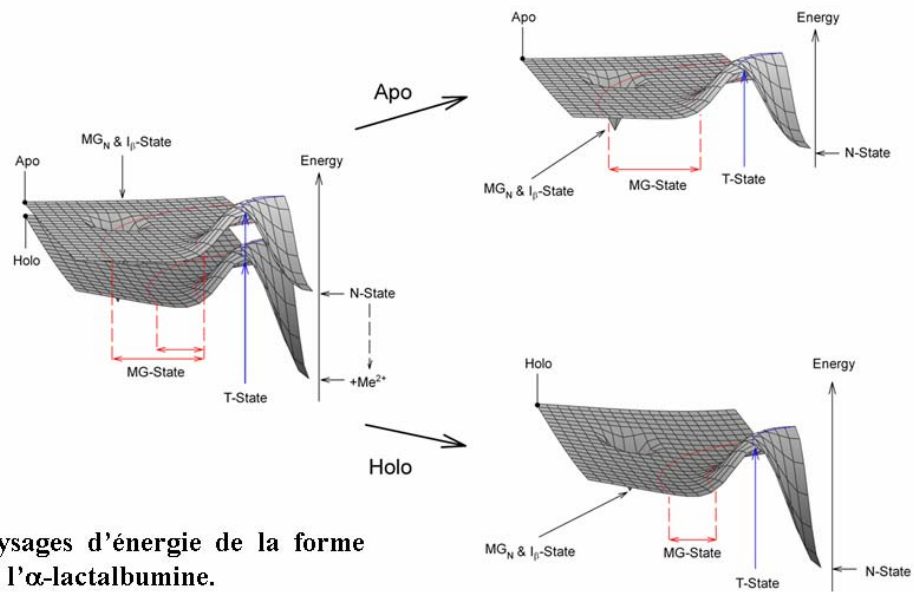 Apo
Energy
Apo
MG_N & I_β-State
Energy
N-State
MG-State
Apo
MG_N & I_β-State
T-State
Holo
N-State
MG-State
+Me²⁺
Holo
Energy
T-State
Holo
MG-State
MG_N & I_β-State
N-State
T-State
d'énergie de la forme
l'α-lactalbumine.